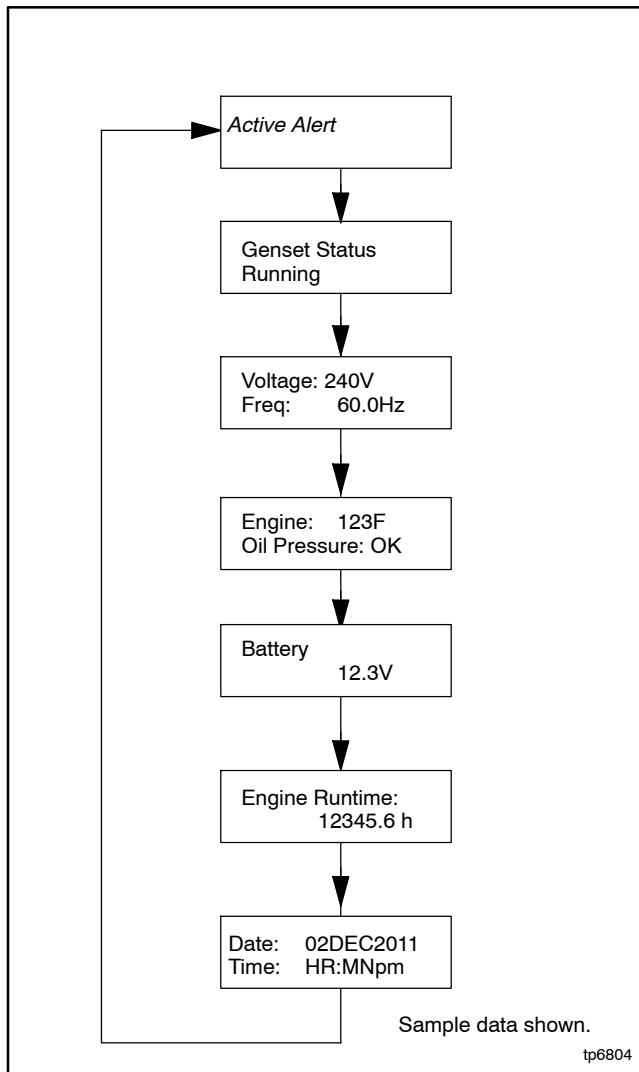 Active Alert
Genset Status
Running
Voltage: 240V
Freq: 60.0Hz
Engine: 123F
Oil Pressure: OK
Battery
12.3V
Engine Runtime:
12345.6 h
Date: 02DEC2011
Time: HR:MNpm
Sample data shown.
tp6804